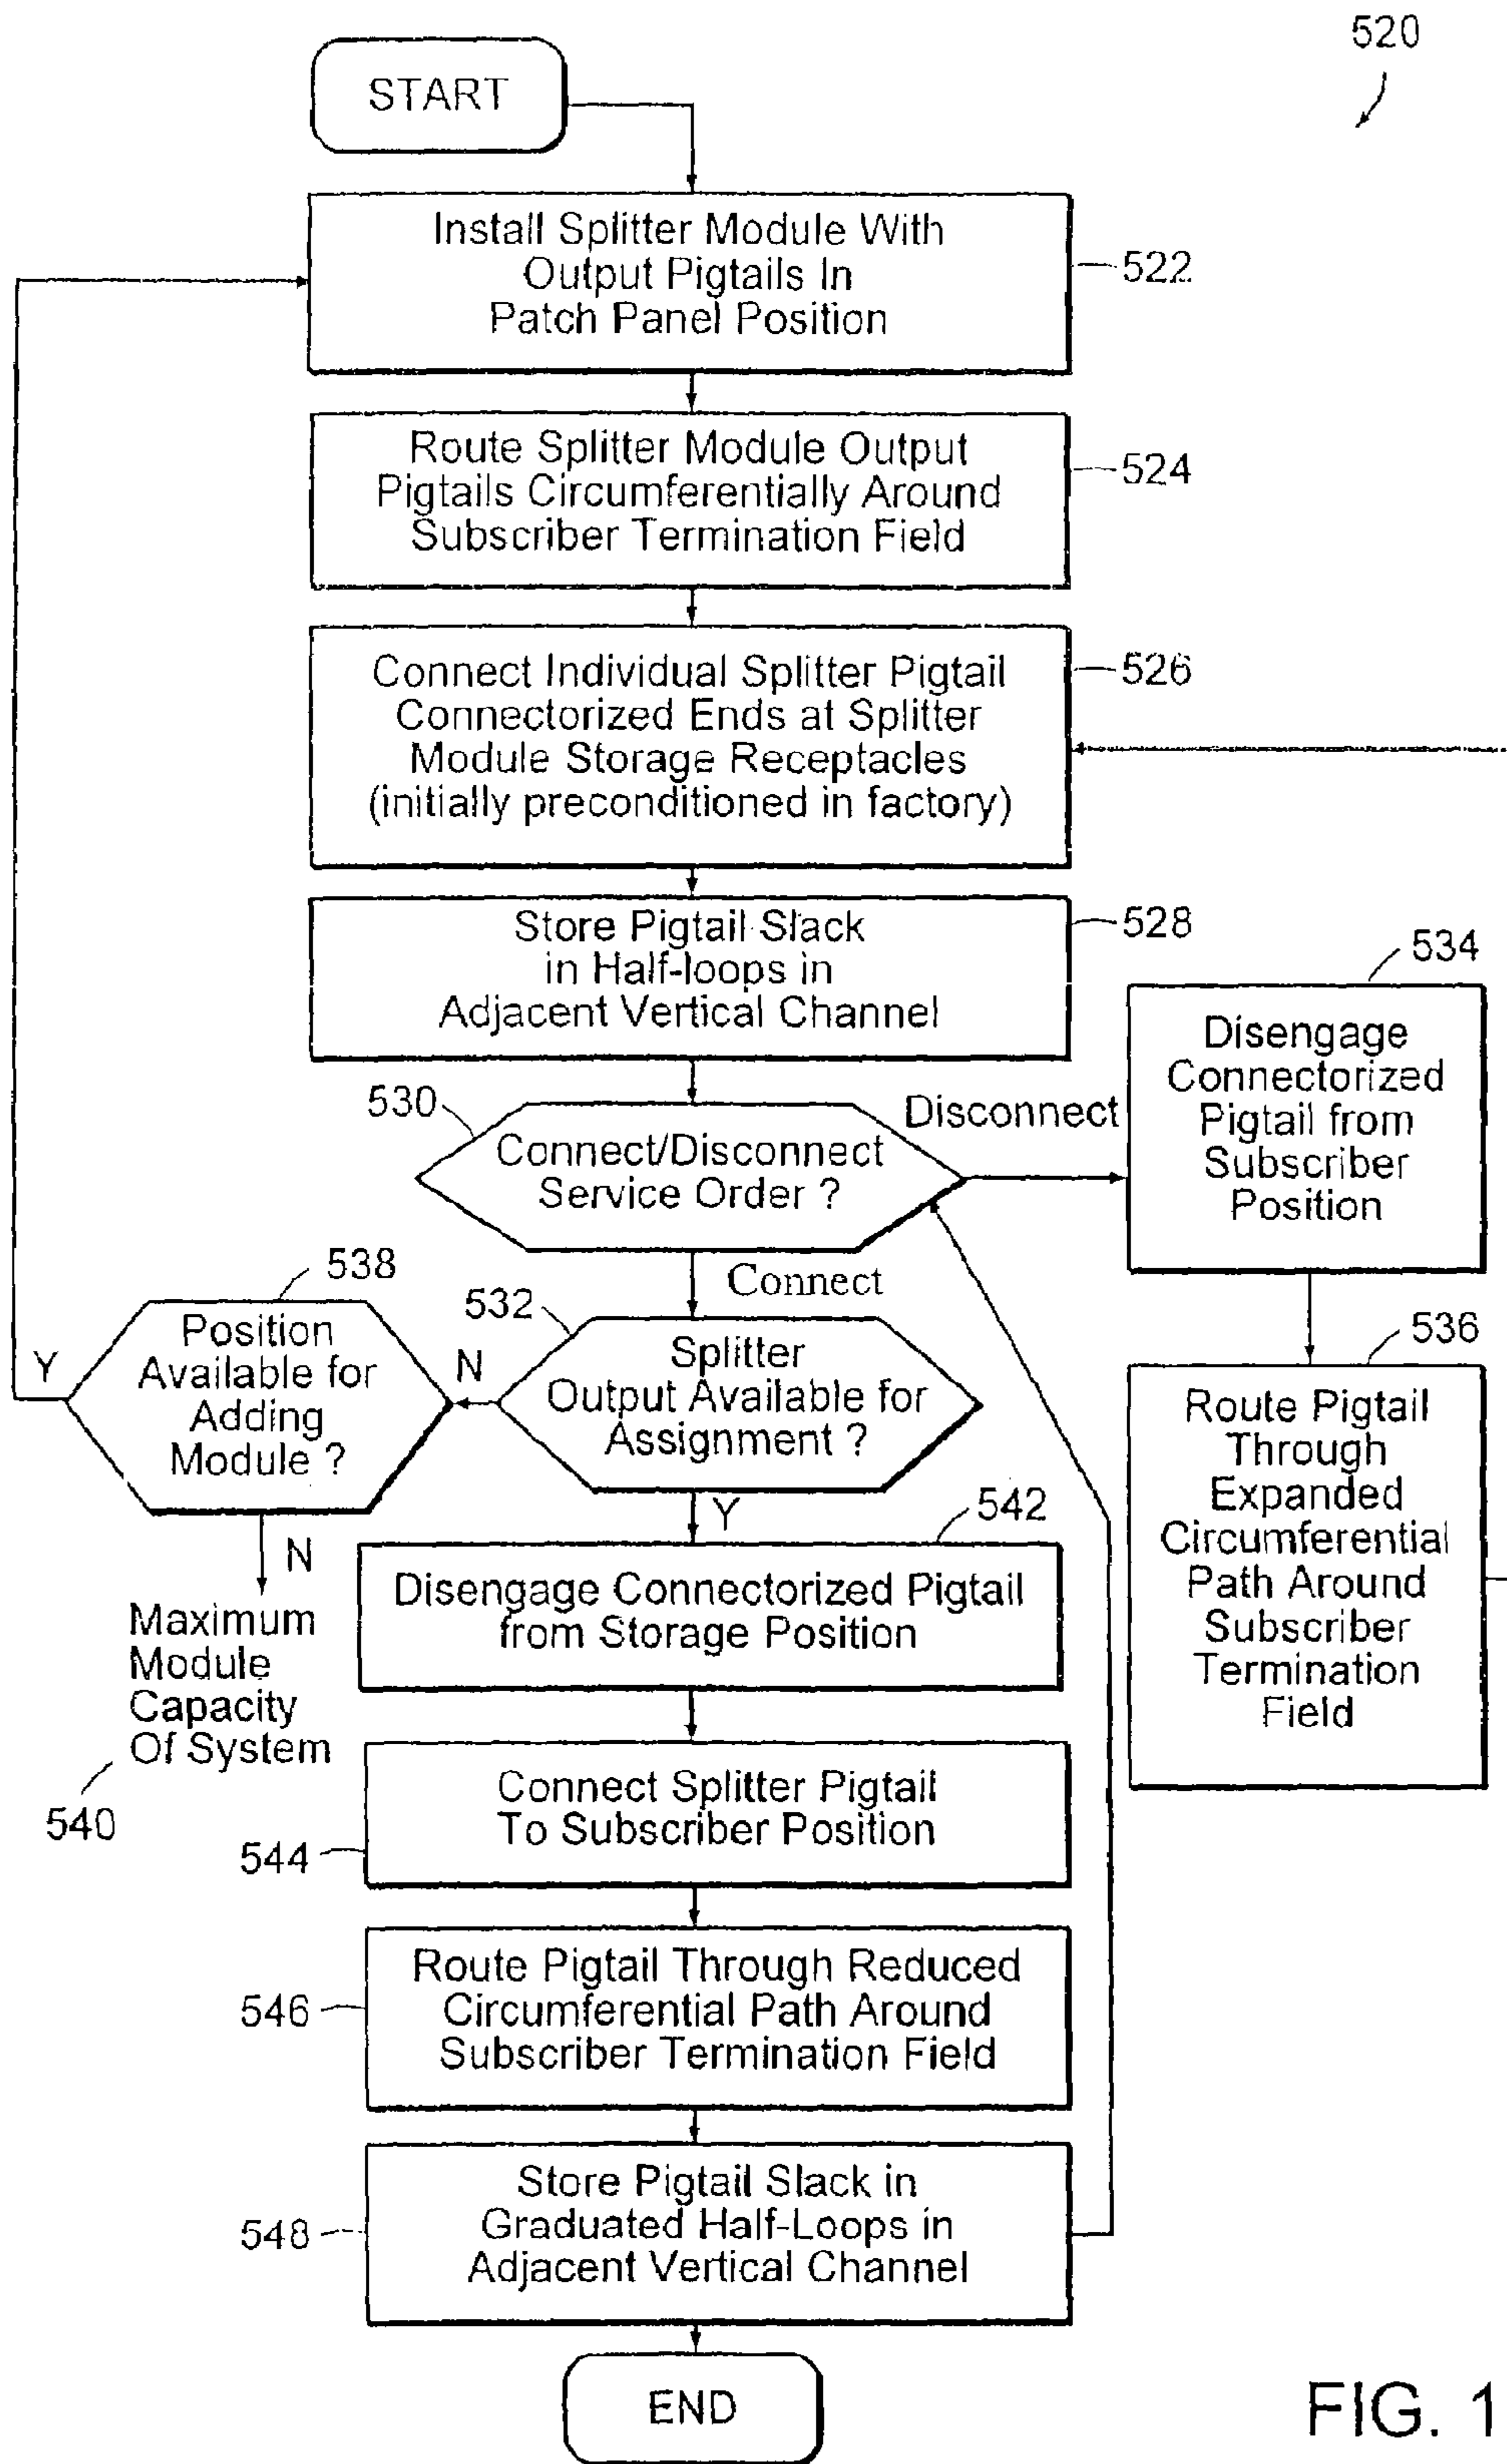 520
START
Install Splitter Module With
Output Pigtails In
Patch Panel Position
522
Route Splitter Module Output
Pigtails Circumferentially Around
Subscriber Termination Field
524
Connect Individual Splitter Pigtail
Connectorized Ends at Splitter
Module Storage Receptacles
(initially preconditioned in factory)
526
Store Pigtail Slack
in Half-loops in
Adjacent Vertical Channel
528
530
Connect/Disconnect
Service Order ?
Disconnect
Connect
534
Disengage
Connectorized
Pigtail from
Subscriber
Position
536
Route Pigtail
Through
Expanded
Circumferential
Path Around
Subscriber
Termination
Field
532
Splitter
Output Available for
Assignment ?
N
Y
538
Position
Available for
Adding
Module ?
Y
N
Maximum
Module
Capacity
Of System
540
542
Disengage Connectorized Pigtail
from Storage Position
Connect Splitter Pigtail
To Subscriber Position
544
Route Pigtail Through Reduced
Circumferential Path Around
Subscriber Termination Field
546
Store Pigtail Slack in
Graduated Half-Loops in
Adjacent Vertical Channel
548
END
FIG. 1